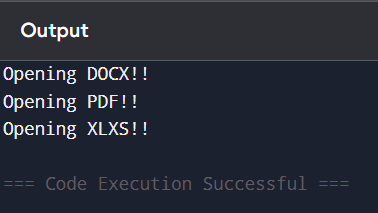 Output
Opening DOCX!!
Opening PDF!!
Opening XLXS!!
=== Code Execution Successful ===